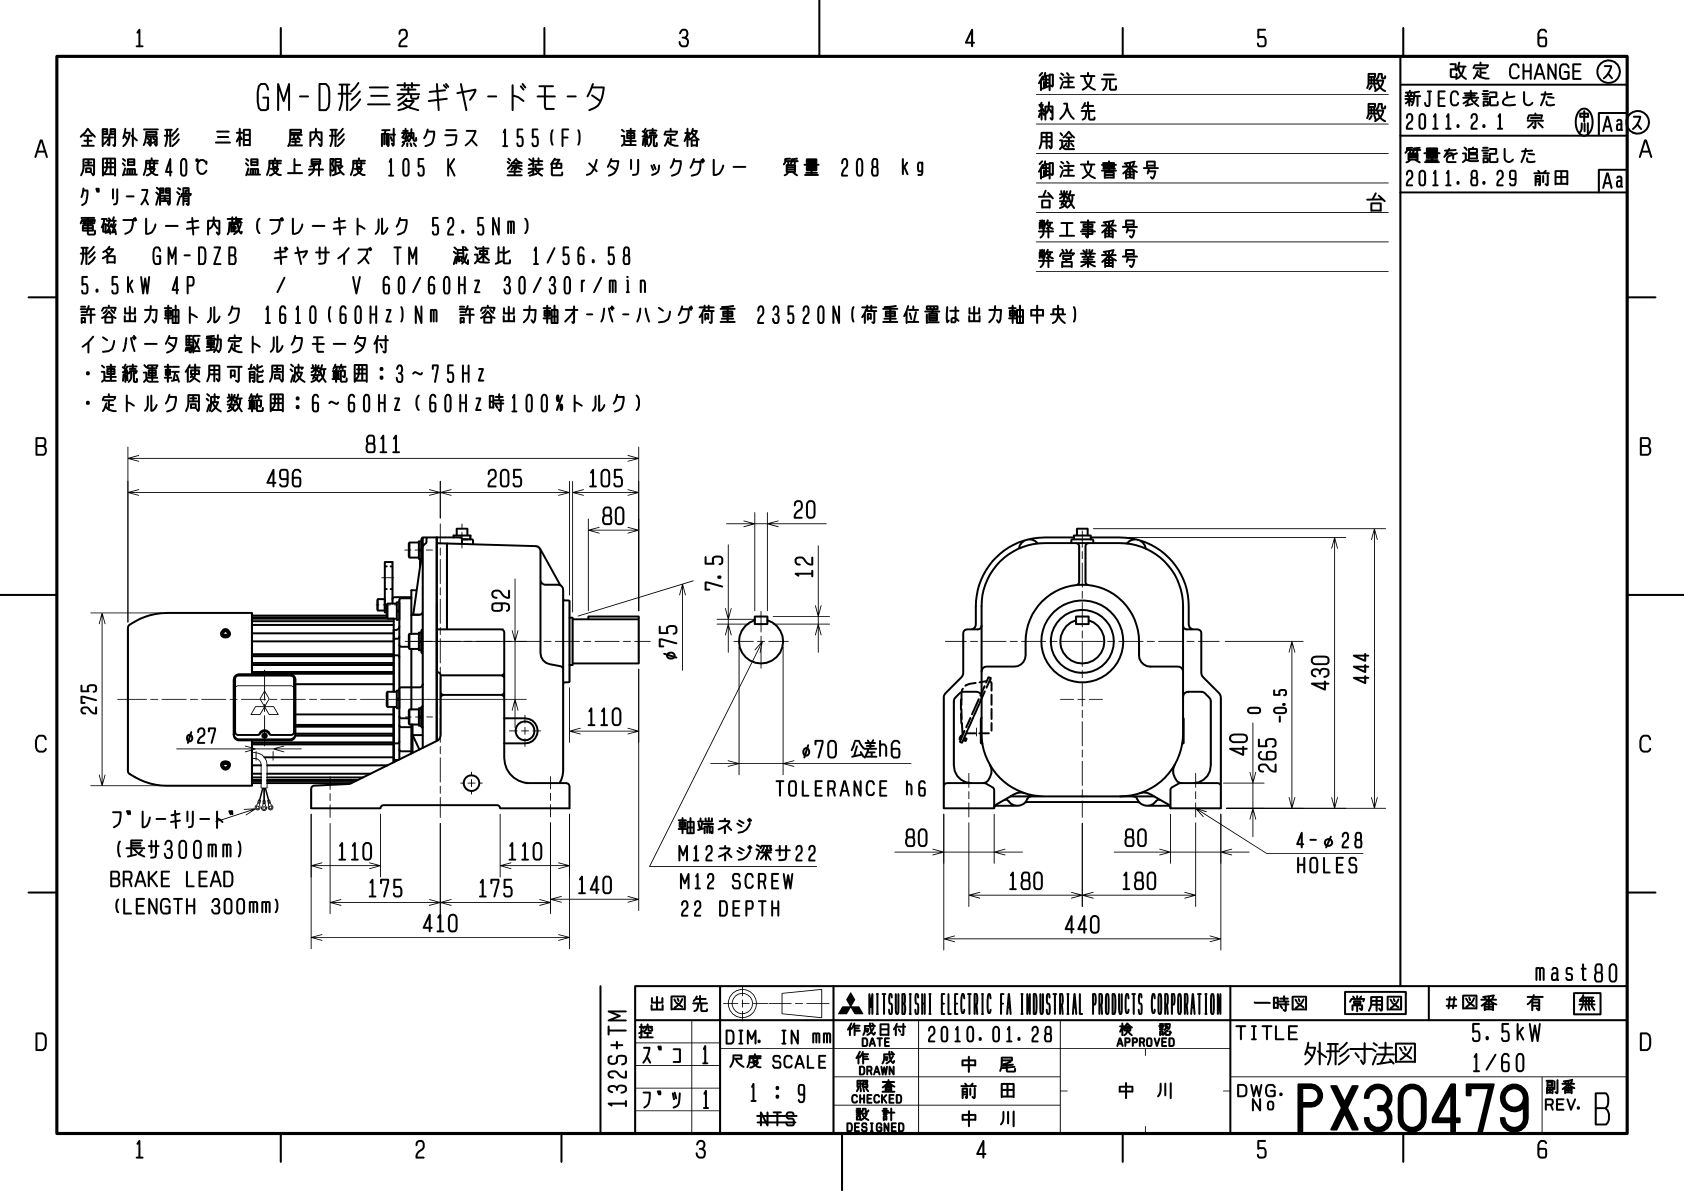 1 2 3 4 5 6
A
B
C
D
GM-D形三菱ギヤードモータ
全閉外扇形 三相 屋内形 耐熱クラス 155(F) 連続定格
周囲温度40℃ 温度上昇限度 105 K 塗装色 メタリックグレー 質量 208 kg
グリース潤滑
電磁ブレーキ内蔵(ブレーキトルク 52.5Nm)
形名 GM-DZB ギヤサイズ TM 減速比 1/56.58
5.5kW 4P / V 60/60Hz 30/30r/min
許容出力軸トルク 1610(60Hz)Nm 許容出力軸オーバーハング荷重 23520N(荷重位置は出力軸中央)
インバータ駆動定トルクモータ付
・連続運転使用可能周波数範囲:3~75Hz
・定トルク周波数範囲:6~60Hz(60Hz時100%トルク)
御注文元 殿
納入先 殿
用途
御注文書番号
台数 台
弊工事番号
弊営業番号
改定 CHANGE ス
新JEC表記とした
2011.2.1 宗 中川 Aa ス
質量を追記した
2011.8.29 前田 Aa
A
B
C
D
811
496 205 105
80
92
φ75
275
φ27
110
ブレーキリード
(長サ300mm)
BRAKE LEAD
(LENGTH 300mm)
110 110
175 175 140
410
20
7.5
12
φ70 公差h6
TOLERANCE h6
軸端ネジ
M12ネジ深サ22
M12 SCREW
22 DEPTH
430
444
40
265 0 -0.5
80 80
180 180
440
4-φ28
HOLES
mast80
132S+TM
出図先
控
ズコ 1
ブツ 1
DIM. IN mm
尺度 SCALE
1 : 9
NTS
MITSUBISHI ELECTRIC FA INDUSTRIAL PRODUCTS CORPORATION
作成日付 DATE 2010.01.28
検 認 APPROVED
作 成 DRAWN 中 尾
照 査 CHECKED 前 田
中 川
設 計 DESIGNED 中 川
一時図 常用図
#図番 有 無
TITLE
外形寸法図
5.5kW
1/60
DWG. No
PX30479
副番 REV.
B
1 2 3 4 5 6